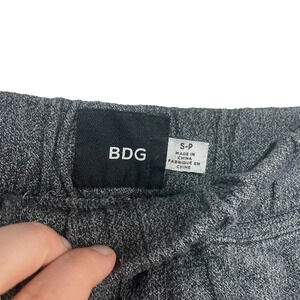 BDG
S-P
MADE IN
CHINA
FABRIQUÉ EN
CHINE